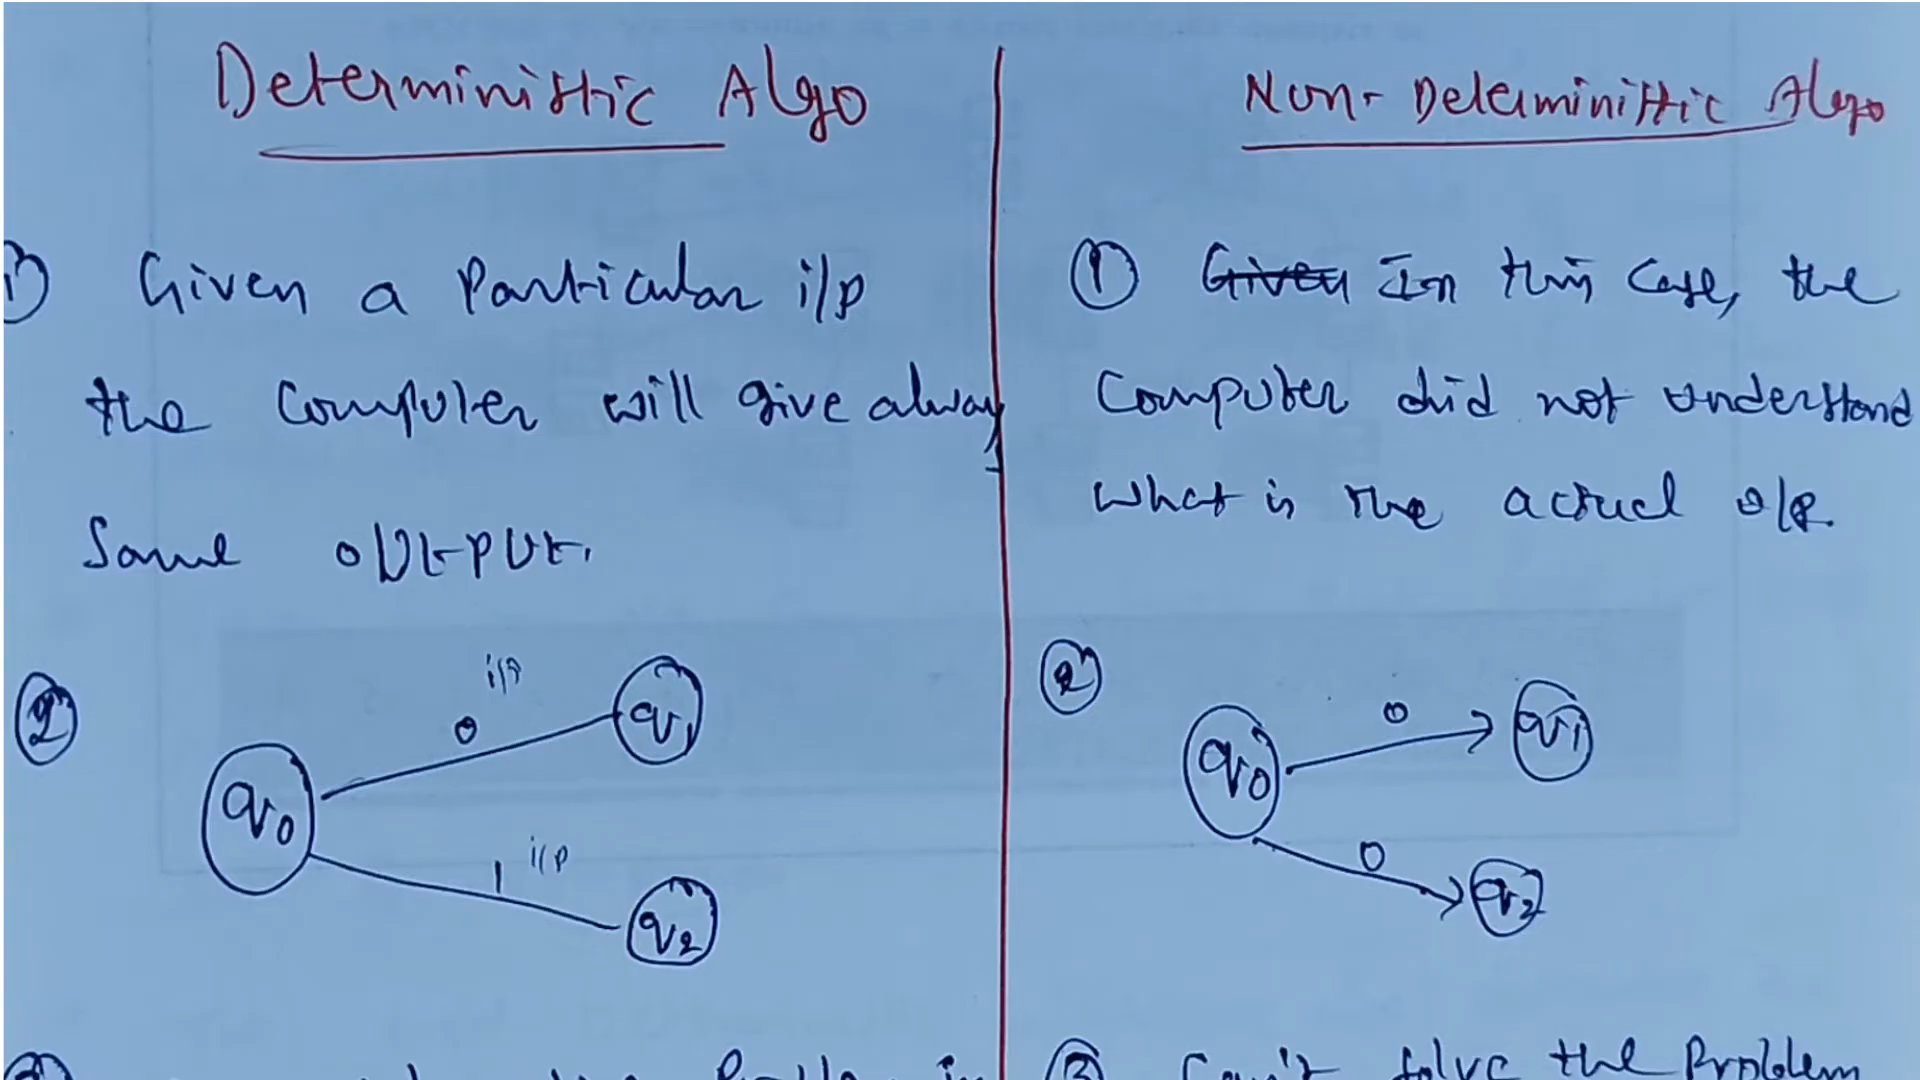 Deterministic Algo
① Given a Particular i/p
the Computer will give alway
Same output.
②
q0
i/p
0
q1
1 i/p
q2
Non-Deterministic Algo
① Given In this Case, the
Computer did not understand
what is the actual o/p.
②
q0
0
q1
0
q2
③ Can't solve the Problem